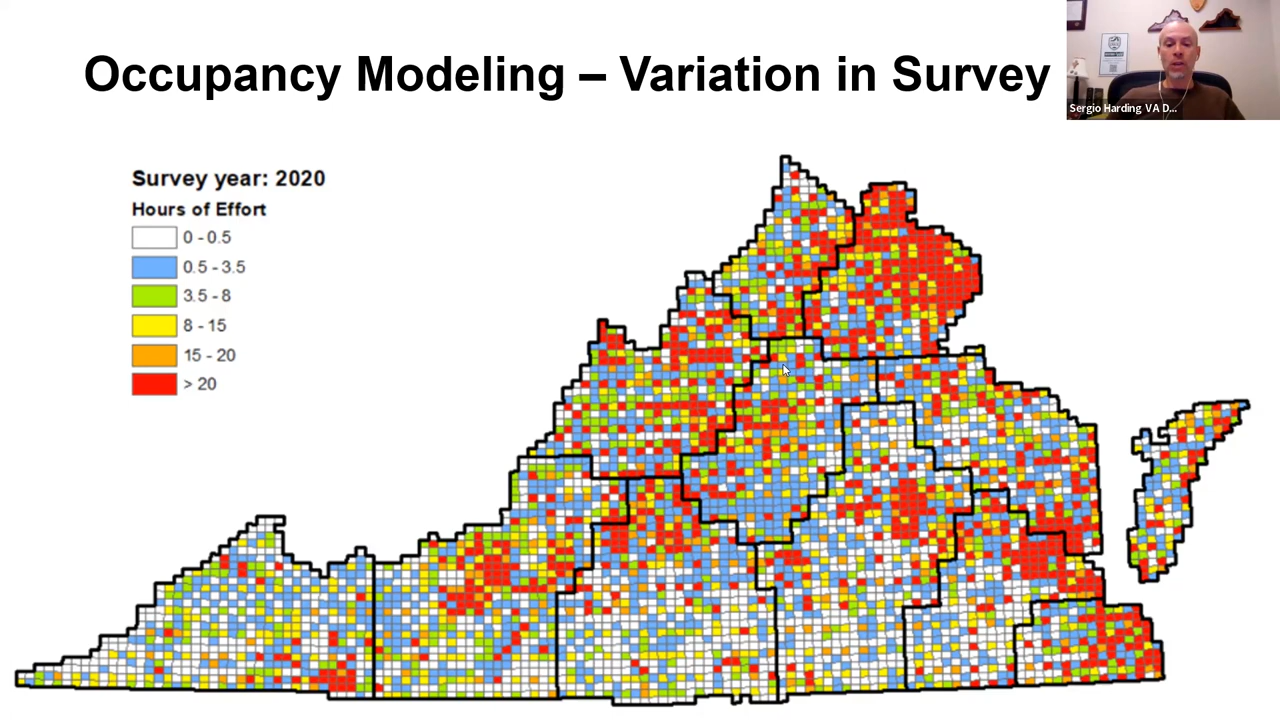 Occupancy Modeling – Variation in Survey
Sergio Harding VA D...
Survey year: 2020
Hours of Effort
0 - 0.5
0.5 - 3.5
3.5 - 8
8 - 15
15 - 20
> 20